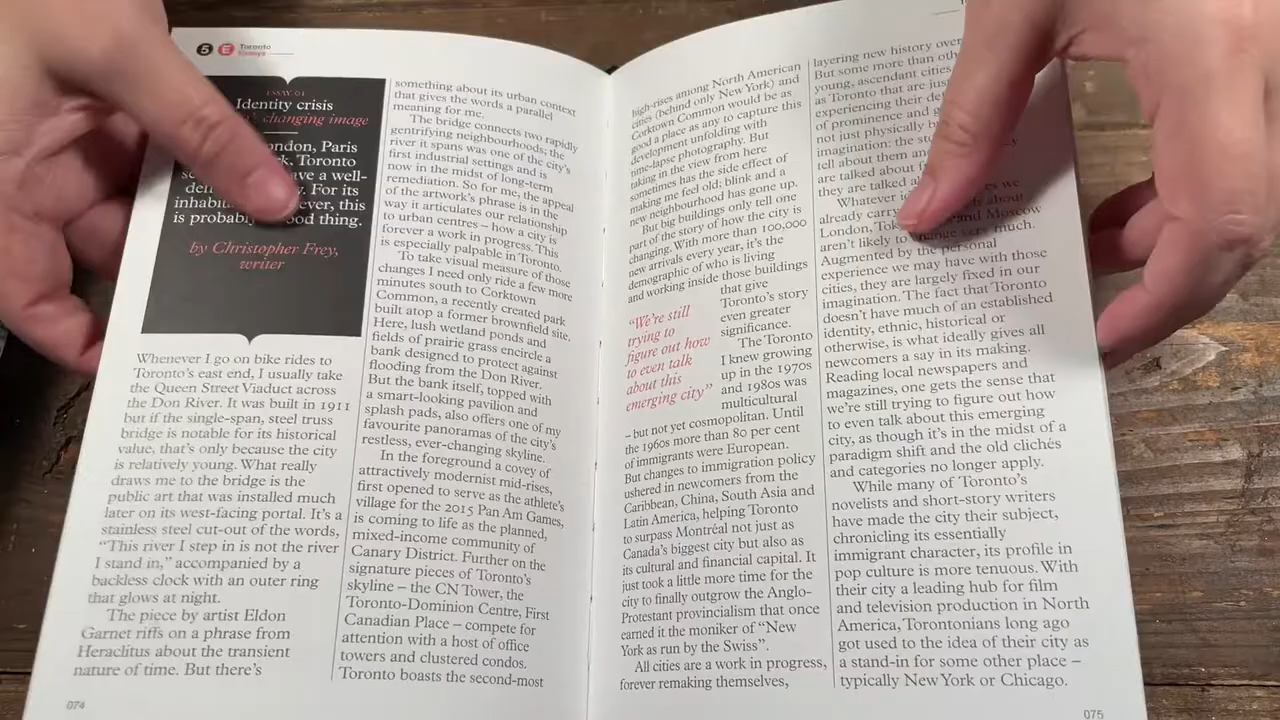 5 E Toronto
Essays
ESSAY 01
Identity crisis
changing image
ondon, Paris
Toronto
ave a well-
For its
ever, this
is probably
by Christopher Frey,
writer
Whenever I go on bike rides to
Toronto's east end, I usually take
the Queen Street Viaduct across
the Don River. It was built in 1911
but if the single-span, steel truss
bridge is notable for its historical
value, that's only because the city
is relatively young. What really
draws me to the bridge is the
public art that was installed much
later on its west-facing portal. It's a
stainless steel cut-out of the words,
"This river I step in is not the river
I stand in," accompanied by a
backless clock with an outer ring
that glows at night.
The piece by artist Eldon
Garnet riffs on a phrase from
Heraclitus about the transient
nature of time. But there's
074
something about its urban context
that gives the words a parallel
meaning for me.
The bridge connects two rapidly
gentrifying neighbourhoods; the
river it spans was one of the city's
first industrial settings and is
now in the midst of long-term
remediation. So for me, the appeal
of the artwork's phrase is in the
way it articulates our relationship
to urban centres – how a city is
forever a work in progress. This
is especially palpable in Toronto.
To take visual measure of those
changes I need only ride a few more
minutes south to Corktown
Common, a recently created park
built atop a former brownfield site.
Here, lush wetland ponds and
fields of prairie grass encircle a
bank designed to protect against
flooding from the Don River.
But the bank itself, topped with
a smart-looking pavilion and
splash pads, also offers one of my
favourite panoramas of the city's
restless, ever-changing skyline.
In the foreground a covey of
attractively modernist mid-rises,
first opened to serve as the athlete's
village for the 2015 Pan Am Games,
is coming to life as the planned,
mixed-income community of
Canary District. Further on the
signature pieces of Toronto's
skyline – the CN Tower, the
Toronto-Dominion Centre, First
Canadian Place – compete for
attention with a host of office
towers and clustered condos.
Toronto boasts the second-most
high-rises among North American
cities (behind only New York) and
Corktown Common would be as
good a place as any to capture this
development unfolding with
time-lapse photography. But
taking in the view from here
sometimes has the side effect of
making me feel old; blink and a
new neighbourhood has gone up.
But big buildings only tell one
part of the story of how the city is
changing. With more than 100,000
new arrivals every year, it's the
demographic of who is living
and working inside those buildings
that give
Toronto's story
even greater
significance.
The Toronto
I knew growing
up in the 1970s
and 1980s was
multicultural
"We're still
trying to
figure out how
to even talk
about this
emerging city"
– but not yet cosmopolitan. Until
the 1960s more than 80 per cent
of immigrants were European.
But changes to immigration policy
ushered in newcomers from the
Caribbean, China, South Asia and
Latin America, helping Toronto
to surpass Montréal not just as
Canada's biggest city but also as
its cultural and financial capital. It
just took a little more time for the
city to finally outgrow the Anglo-
Protestant provincialism that once
earned it the moniker of "New
York as run by the Swiss".
All cities are a work in progress,
forever remaking themselves,
layering new history over
But some more than oth
young, ascendant cities
as Toronto that are just
experiencing their de
of prominence and g
not just physically b
imagination: the sto
tell about them and
are talked about
they are talked a
Whatever
already carry about
London, Tok and Moscow
aren't likely to change very much.
Augmented by the personal
experience we may have with those
cities, they are largely fixed in our
imagination. The fact that Toronto
doesn't have much of an established
identity, ethnic, historical or
otherwise, is what ideally gives all
newcomers a say in its making.
Reading local newspapers and
magazines, one gets the sense that
we're still trying to figure out how
to even talk about this emerging
city, as though it's in the midst of a
paradigm shift and the old clichés
and categories no longer apply.
While many of Toronto's
novelists and short-story writers
have made the city their subject,
chronicling its essentially
immigrant character, its profile in
pop culture is more tenuous. With
their city a leading hub for film
and television production in North
America, Torontonians long ago
got used to the idea of their city as
a stand-in for some other place –
typically New York or Chicago.
075